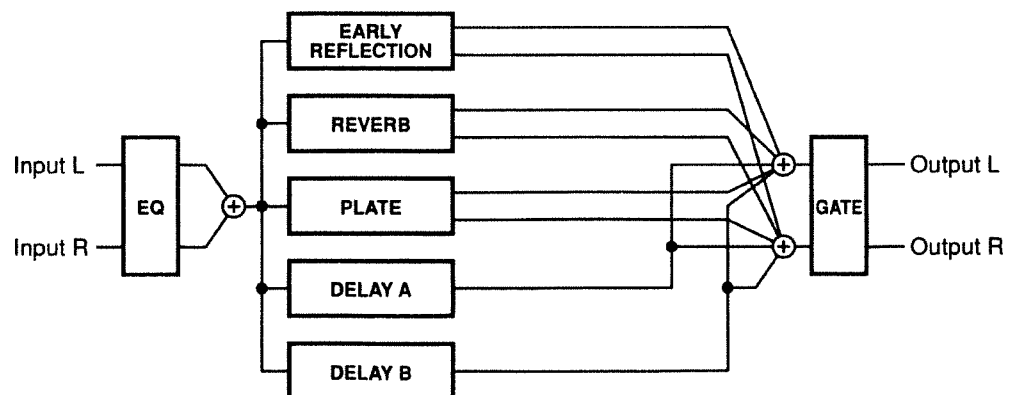 EARLY
REFLECTION
REVERB
Input L
Output L
EQ
PLATE
GATE
Input R
Output R
DELAY A
DELAY B